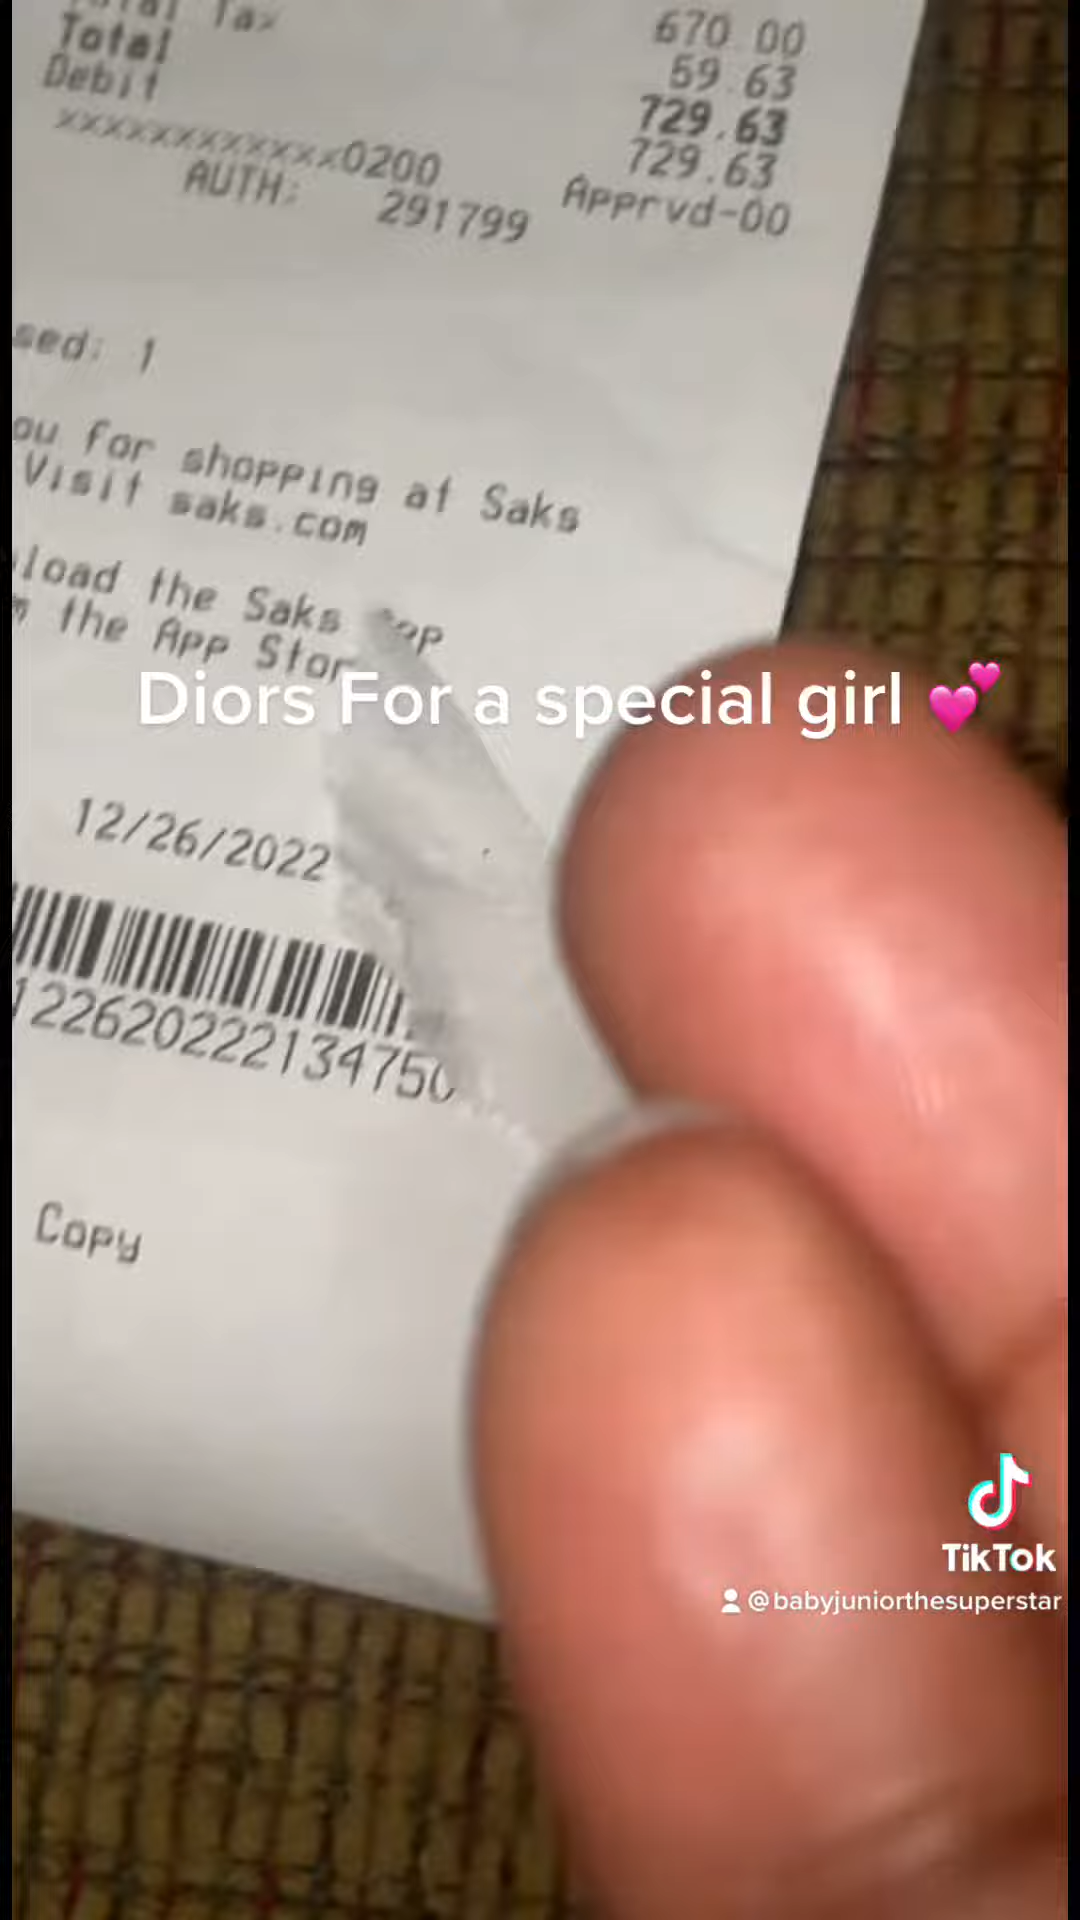 Tax
670.00
59.63
Total 729.63
Debit 729.63
xxxxxxxxxxxx0200 Apprvd-00
AUTH: 291799
sed: 1
ou for shopping at Saks
Visit saks.com
load the Saks
the App Stor
Diors For a special girl 💕
12/26/2022
122620222134750
Copy
TikTok
@babyjuniorthesuperstar